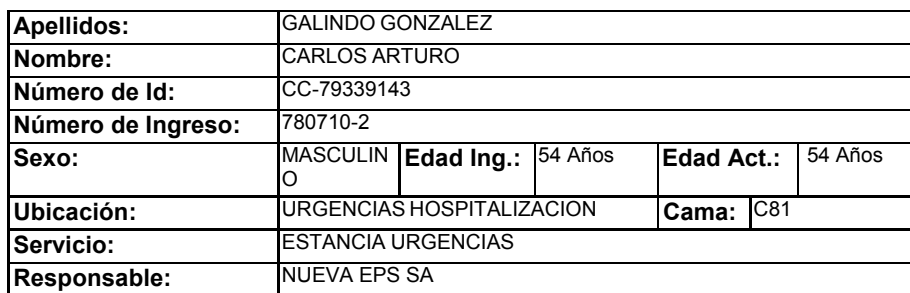 Apellidos: GALINDO GONZALEZ
Nombre: CARLOS ARTURO
Número de Id: CC-79339143
Número de Ingreso: 780710-2
Sexo: MASCULIN Edad Ing.: 54 Años Edad Act.: 54 Años
O
Ubicación: URGENCIAS HOSPITALIZACION Cama: C81
Servicio: ESTANCIA URGENCIAS
Responsable: NUEVA EPS SA